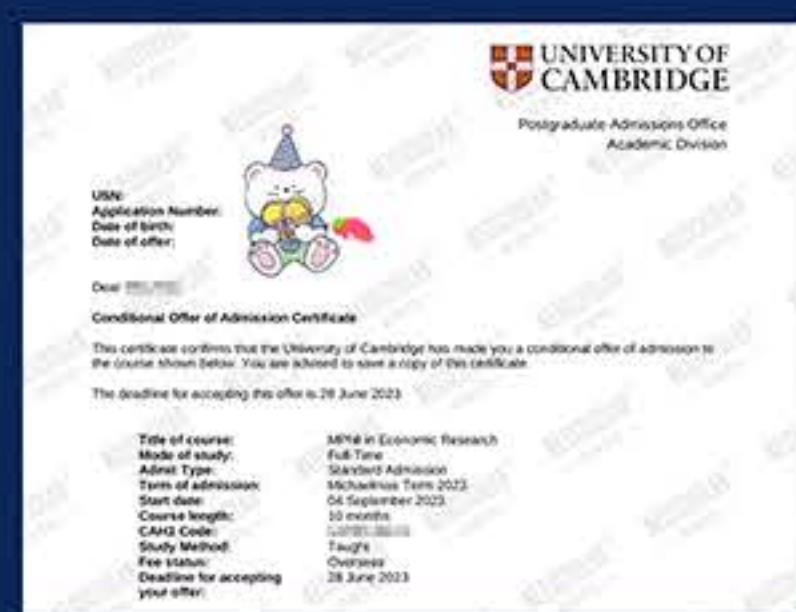 UNIVERSITY OF
CAMBRIDGE
Postgraduate Admissions Office
Academic Division
USN:
Application Number:
Date of birth:
Date of offer:
Dear
Conditional Offer of Admission Certificate
This certificate confirms that the University of Cambridge has made you a conditional offer of admission to
the course shown below. You are advised to save a copy of this certificate.
The deadline for accepting this offer is 28 June 2023
Title of course: MPhil in Economic Research
Mode of study: Full-Time
Admit Type: Standard Admission
Term of admission: Michaelmas Term 2023
Start date: 04 September 2023
Course length: 10 months
CAH2 Code:
Study Method: Taught
Fee status: Overseas
Deadline for accepting 28 June 2023
your offer: